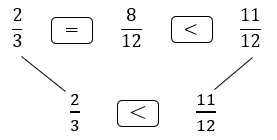 2/3 = 8/12 < 11/12
2/3 < 11/12